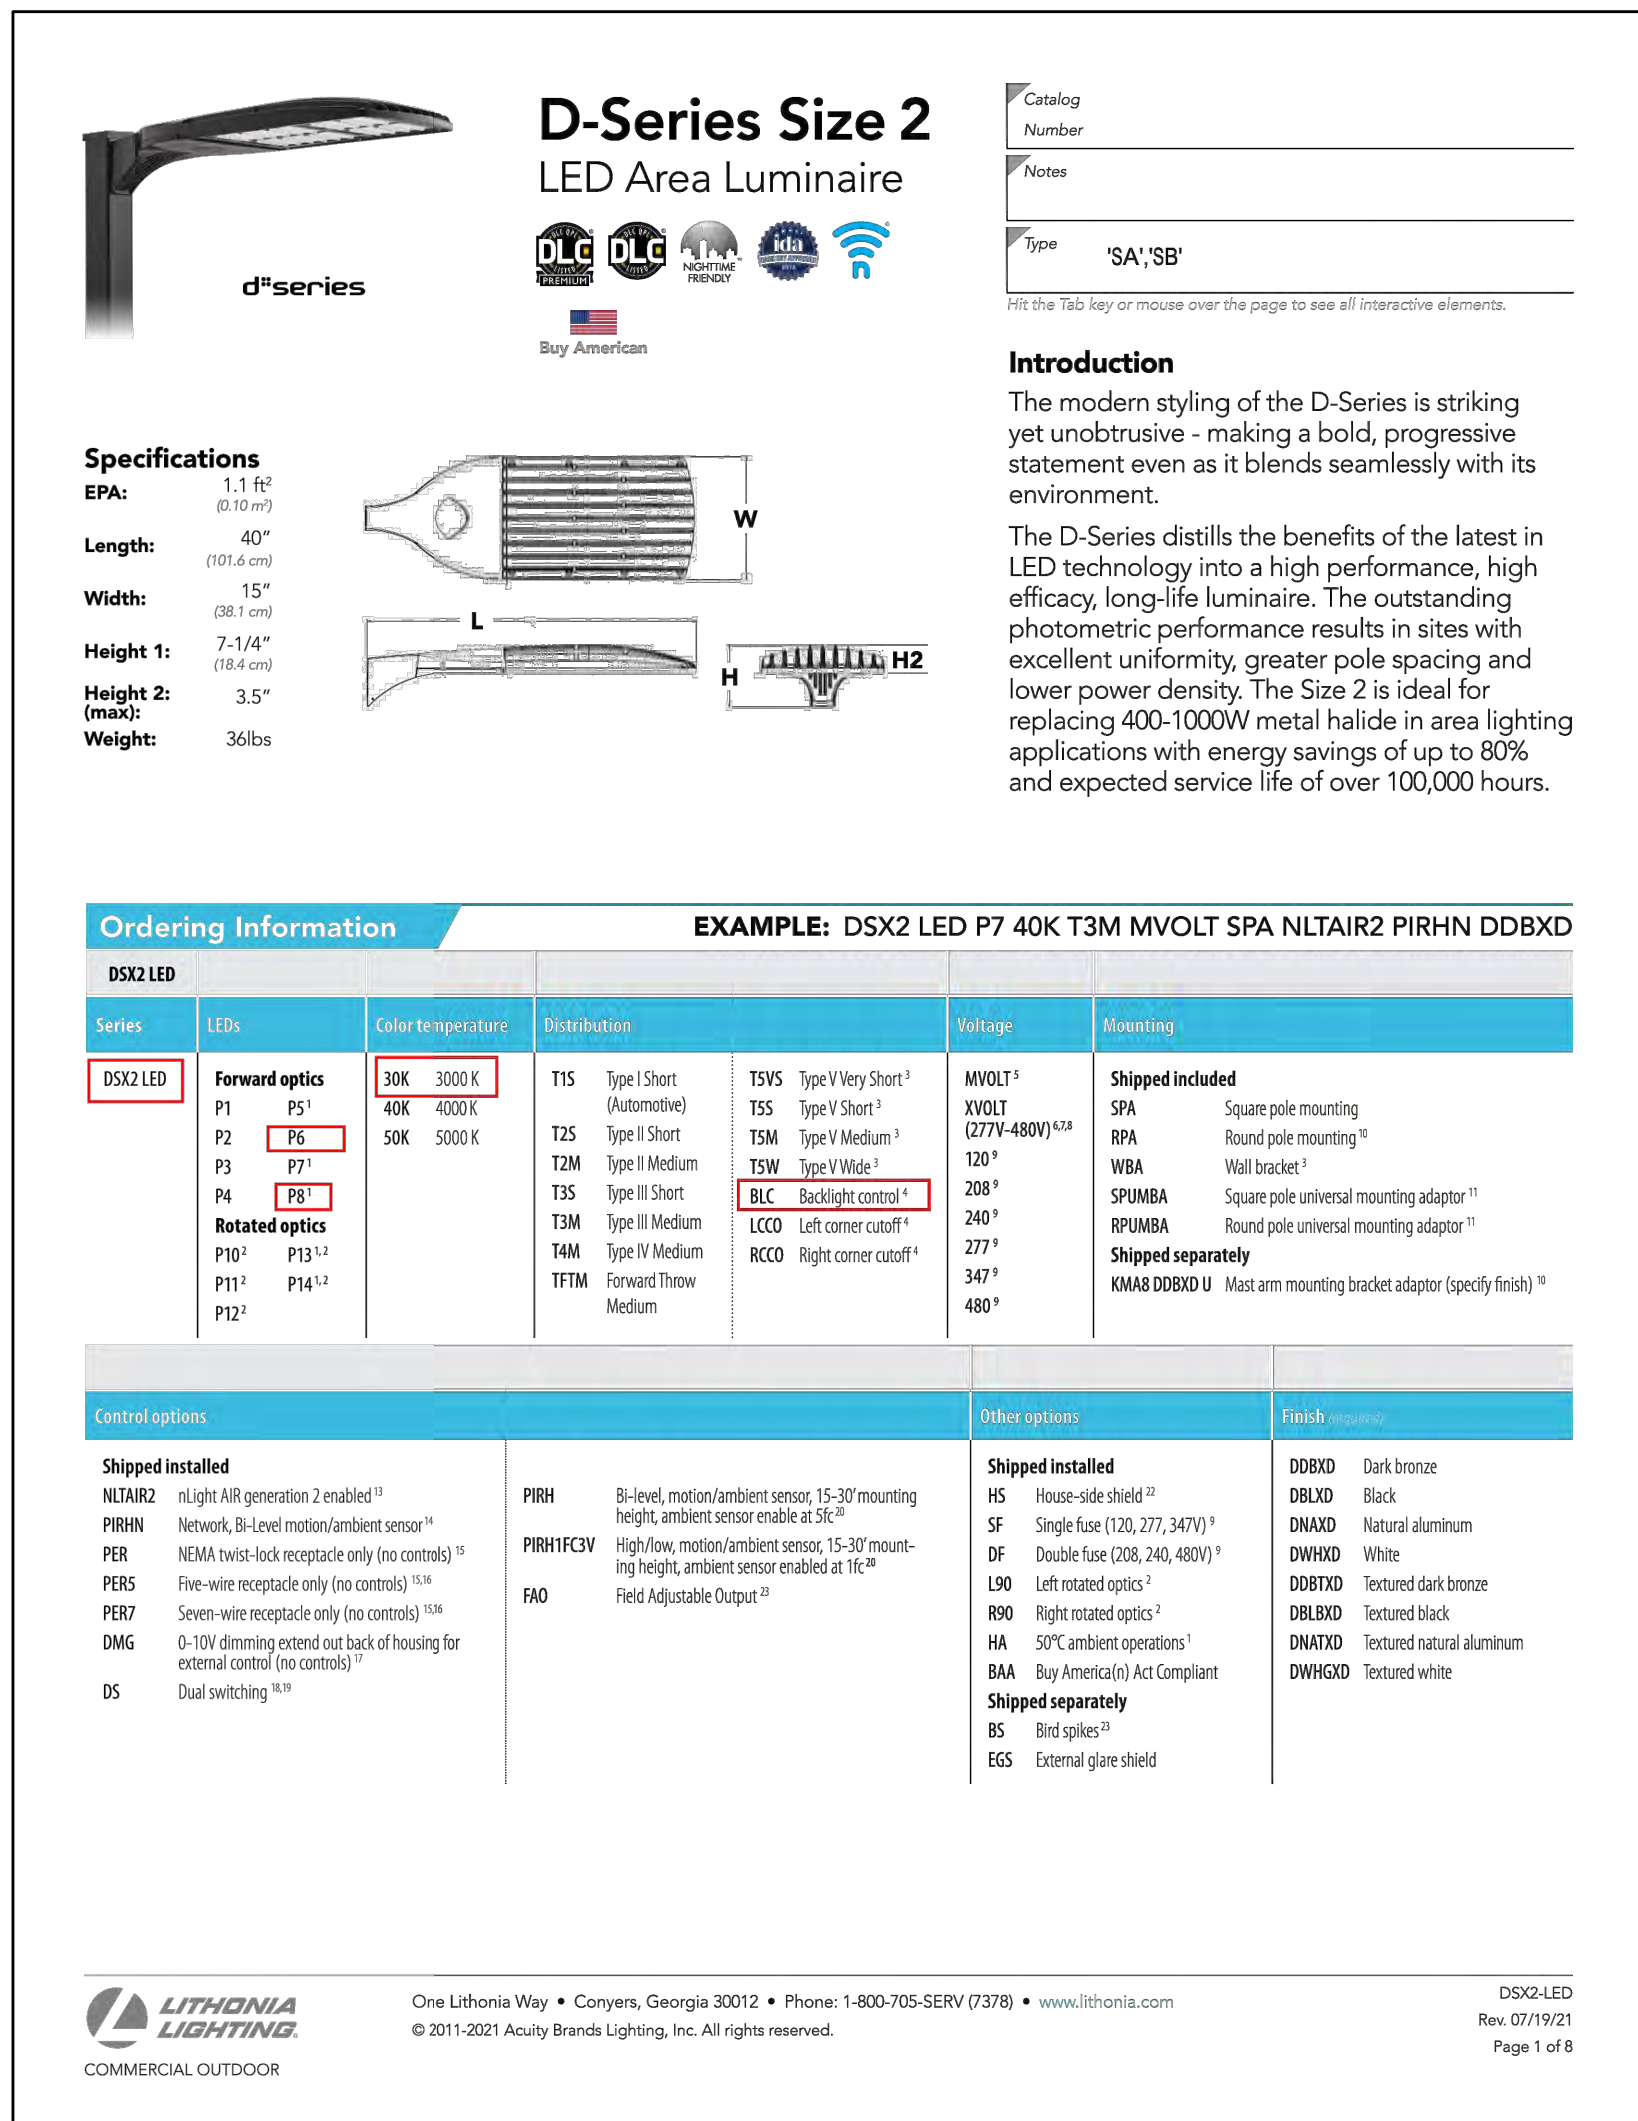 D-Series Size 2
LED Area Luminaire
d"series
DLC
LISTED
PREMIUM
DLC
LISTED
NIGHTTIME
FRIENDLY
ida
n
Buy American
Catalog
Number
Notes
Type
'SA','SB'
Hit the Tab key or mouse over the page to see all interactive elements.
Specifications
EPA: 1.1 ft²
(0.10 m²)
Length: 40"
(101.6 cm)
Width: 15"
(38.1 cm)
Height 1: 7-1/4"
(18.4 cm)
Height 2: 3.5"
(max):
Weight: 36lbs
W
L
H
H2
Introduction
The modern styling of the D-Series is striking
yet unobtrusive - making a bold, progressive
statement even as it blends seamlessly with its
environment.
The D-Series distills the benefits of the latest in
LED technology into a high performance, high
efficacy, long-life luminaire. The outstanding
photometric performance results in sites with
excellent uniformity, greater pole spacing and
lower power density. The Size 2 is ideal for
replacing 400-1000W metal halide in area lighting
applications with energy savings of up to 80%
and expected service life of over 100,000 hours.
Ordering Information
EXAMPLE: DSX2 LED P7 40K T3M MVOLT SPA NLTAIR2 PIRHN DDBXD
DSX2 LED
Series
LEDs
Color temperature
Distribution
Voltage
Mounting
DSX2 LED
Forward optics
P1 P5 ¹
P2 P6
P3 P7 ¹
P4 P8 ¹
Rotated optics
P10 ² P13 ¹,²
P11 ² P14 ¹,²
P12 ²
30K 3000 K
40K 4000 K
50K 5000 K
T1S Type I Short
(Automotive)
T2S Type II Short
T2M Type II Medium
T3S Type III Short
T3M Type III Medium
T4M Type IV Medium
TFTM Forward Throw
Medium
T5VS Type V Very Short ³
T5S Type V Short ³
T5M Type V Medium ³
T5W Type V Wide ³
BLC Backlight control ⁴
LCCO Left corner cutoff ⁴
RCCO Right corner cutoff ⁴
MVOLT ⁵
XVOLT
(277V-480V) ⁶,⁷,⁸
120 ⁹
208 ⁹
240 ⁹
277 ⁹
347 ⁹
480 ⁹
Shipped included
SPA Square pole mounting
RPA Round pole mounting ¹⁰
WBA Wall bracket ³
SPUMBA Square pole universal mounting adaptor ¹¹
RPUMBA Round pole universal mounting adaptor ¹¹
Shipped separately
KMA8 DDBXD U Mast arm mounting bracket adaptor (specify finish) ¹⁰
Control options
Other options
Finish (required)
Shipped installed
NLTAIR2 nLight AIR generation 2 enabled ¹³
PIRHN Network, Bi-Level motion/ambient sensor ¹⁴
PER NEMA twist-lock receptacle only (no controls) ¹⁵
PER5 Five-wire receptacle only (no controls) ¹⁵,¹⁶
PER7 Seven-wire receptacle only (no controls) ¹⁵,¹⁶
DMG 0-10V dimming extend out back of housing for
external control (no controls) ¹⁷
DS Dual switching ¹⁸,¹⁹
PIRH Bi-level, motion/ambient sensor, 15-30' mounting
height, ambient sensor enable at 5fc ²⁰
PIRH1FC3V High/low, motion/ambient sensor, 15-30' mount-
ing height, ambient sensor enabled at 1fc ²⁰
FAO Field Adjustable Output ²³
Shipped installed
HS House-side shield ²²
SF Single fuse (120, 277, 347V) ⁹
DF Double fuse (208, 240, 480V) ⁹
L90 Left rotated optics ²
R90 Right rotated optics ²
HA 50°C ambient operations ¹
BAA Buy America(n) Act Compliant
Shipped separately
BS Bird spikes ²³
EGS External glare shield
DDBXD Dark bronze
DBLXD Black
DNAXD Natural aluminum
DWHXD White
DDBTXD Textured dark bronze
DBLBXD Textured black
DNATXD Textured natural aluminum
DWHGXD Textured white
LITHONIA
LIGHTING®
COMMERCIAL OUTDOOR
One Lithonia Way • Conyers, Georgia 30012 • Phone: 1-800-705-SERV (7378) • www.lithonia.com
© 2011-2021 Acuity Brands Lighting, Inc. All rights reserved.
DSX2-LED
Rev. 07/19/21
Page 1 of 8